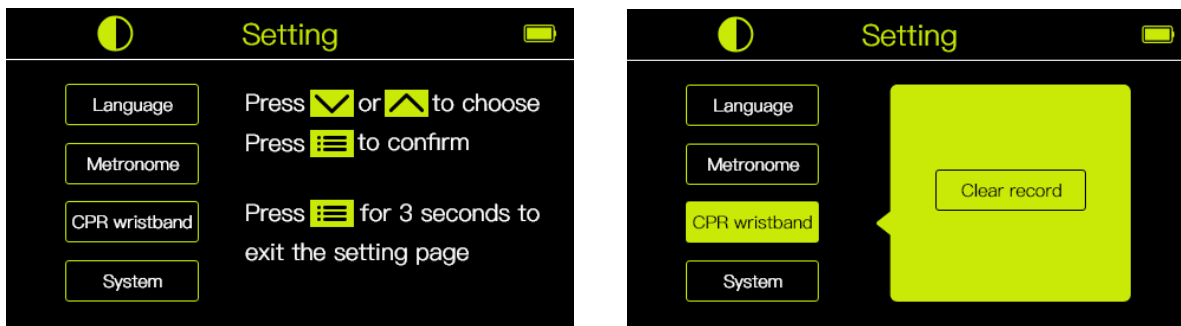 Setting
Language
Metronome
CPR wristband
System
Press or to choose
Press to confirm
Press for 3 seconds to
exit the setting page
Setting
Language
Metronome
CPR wristband
System
Clear record